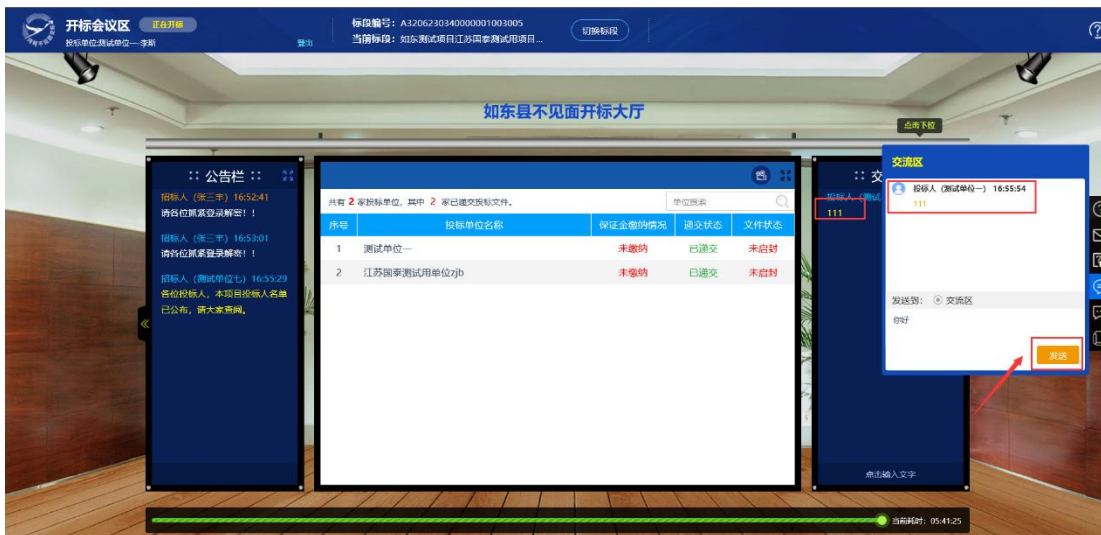 开标会议区 正在开标
投标单位:测试单位一--李斯 登出
标段编号：A3206230340000001003005
当前标段：如东测试项目江苏国泰测试用项目...
切换标段
如东县不见面开标大厅
点击下拉
:: 公告栏 ::
招标人（张三丰）16:52:41
请各位抓紧登录解密！！
招标人（张三丰）16:53:01
请各位抓紧登录解密！！
招标人（测试单位七）16:55:29
各位投标人，本项目投标人名单
已公布，请大家查阅。
共有 2 家投标单位，其中 2 家已递交投标文件。
单位搜索
序号 投标单位名称 保证金缴纳情况 递交状态 文件状态
1 测试单位一 未缴纳 已递交 未启封
2 江苏国泰测试用单位zjb 未缴纳 已递交 未启封
:: 交
投标人（测试
111
点击输入文字
交流区
投标人（测试单位一）16:55:54
111
发送到： 交流区
你好
发送
当前耗时：05:41:25